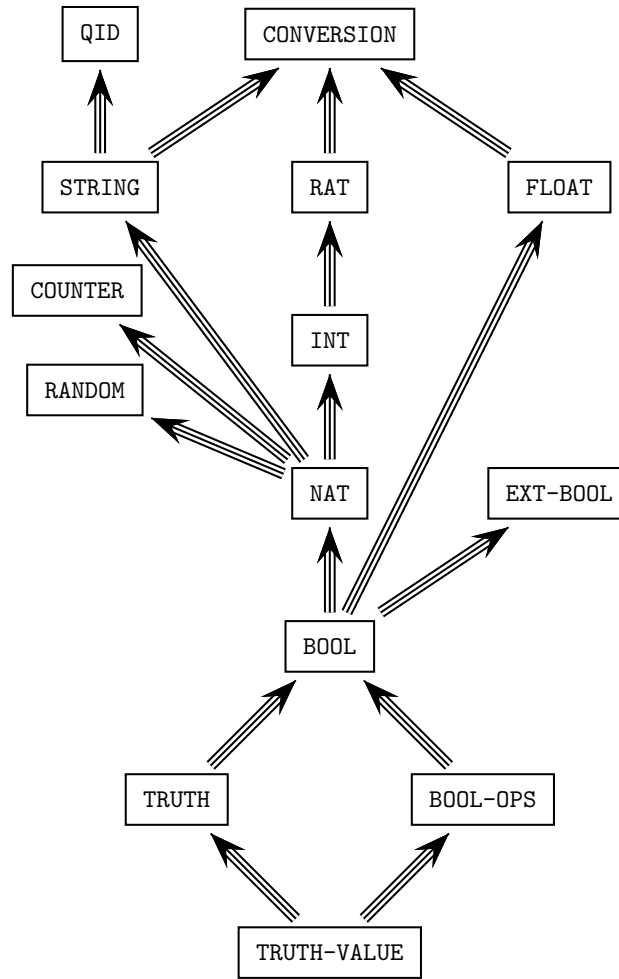 QID
CONVERSION
STRING
RAT
FLOAT
COUNTER
INT
RANDOM
NAT
EXT-BOOL
BOOL
TRUTH
BOOL-OPS
TRUTH-VALUE